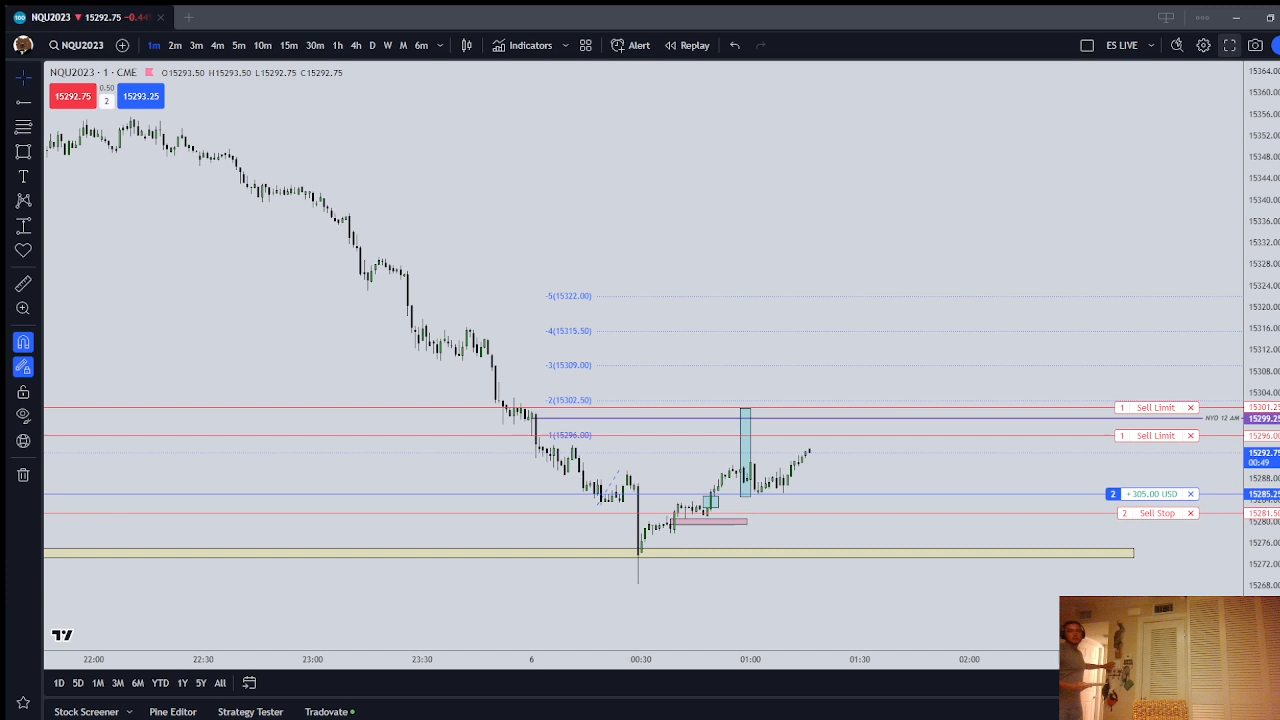 NQU2023 ▼ 15292.75 −0.44%
NQU2023 1m 2m 3m 4m 5m 10m 15m 30m 1h 4h D W M 6m Indicators Alert Replay ES LIVE
NQU2023 · 1 · CME O15293.50 H15293.50 L15292.75 C15292.75
15292.75 0.50 2 15293.25
15364.00
15360.00
15356.00
15352.00
15348.00
15344.00
15340.00
15336.00
15332.00
15328.00
15324.00
-5(15322.00)
15320.00
15316.00
-4(15315.50)
15312.00
-3(15309.00)
15308.00
15304.00
-2(15302.50)
1 Sell Limit × 15301.25
NYO 12 AM 15299.25
1(15296.00) 1 Sell Limit × 15296.00
15292.75
00:49
15288.00
2 +305.00 USD × 15285.25
2 Sell Stop × 15281.50
15280.00
15276.00
15272.00
15268.00
22:00 22:30 23:00 23:30 6 00:30 01:00 01:30 02:00
1D 5D 1M 3M 6M YTD 1Y 5Y All
Stock Screener Pine Editor Strategy Tester Tradovate